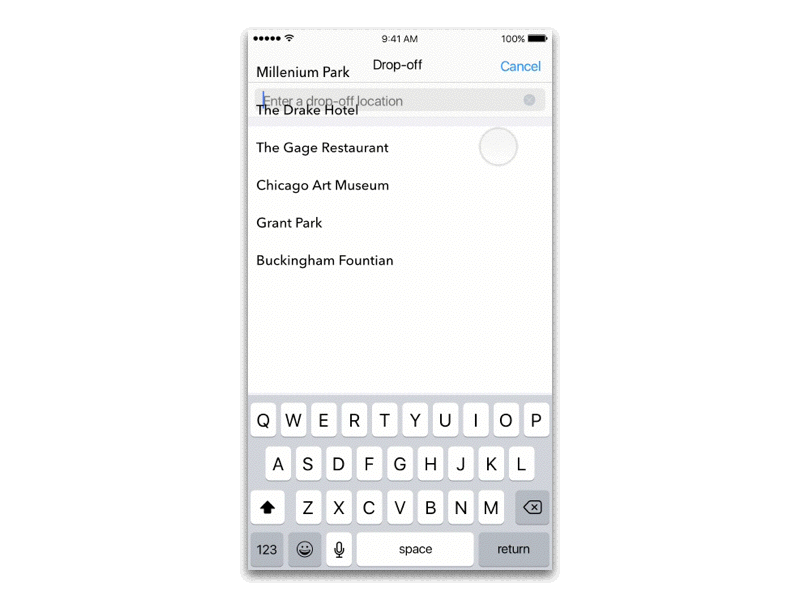 9:41 AM
100%
Drop-off
Cancel
Millenium Park
Enter a drop-off location
The Drake Hotel
The Gage Restaurant
Chicago Art Museum
Grant Park
Buckingham Fountian
Q W E R T Y U I O P
A S D F G H J K L
Z X C V B N M
123 space return